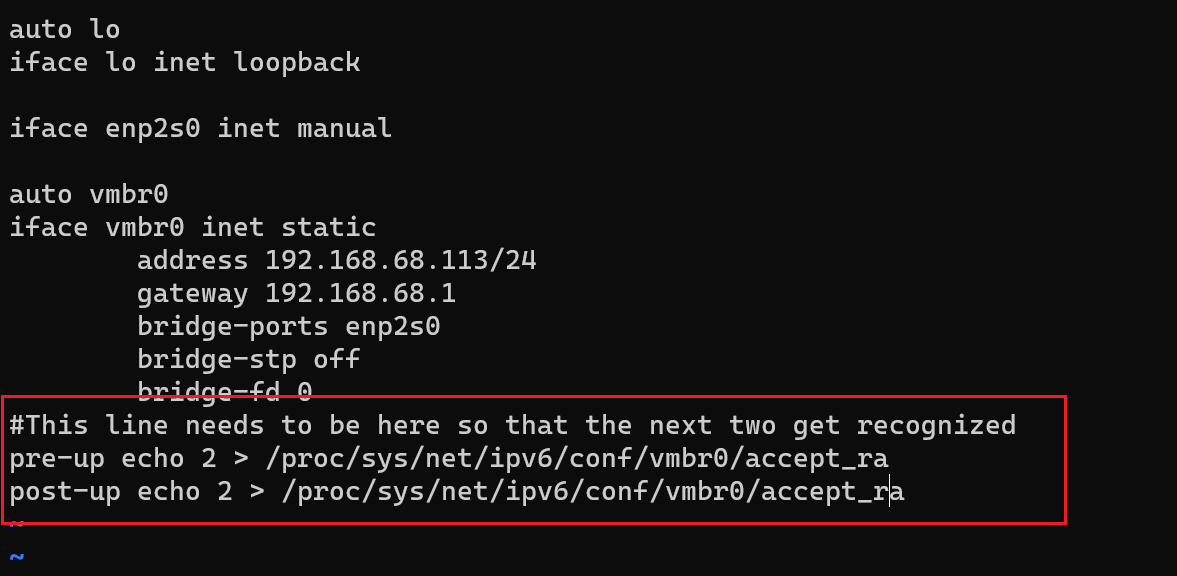 auto lo
iface lo inet loopback
iface enp2s0 inet manual
auto vmbr0
iface vmbr0 inet static
address 192.168.68.113/24
gateway 192.168.68.1
bridge-ports enp2s0
bridge-stp off
bridge-fd 0
#This line needs to be here so that the next two get recognized
pre-up echo 2 > /proc/sys/net/ipv6/conf/vmbr0/accept_ra
post-up echo 2 > /proc/sys/net/ipv6/conf/vmbr0/accept_ra
~
~